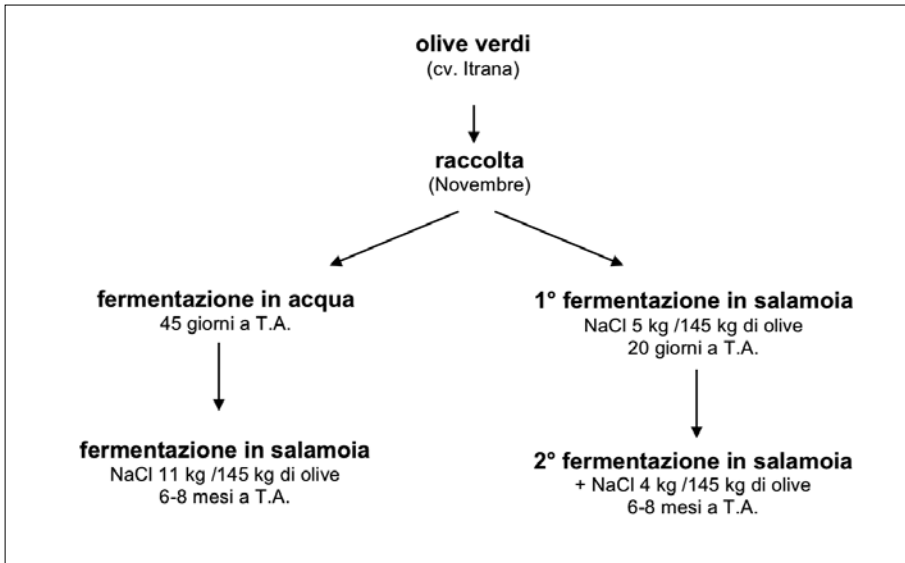 olive verdi
(cv. Itrana)
raccolta
(Novembre)
fermentazione in acqua
45 giorni a T.A.
fermentazione in salamoia
NaCl 11 kg /145 kg di olive
6-8 mesi a T.A.
1° fermentazione in salamoia
NaCl 5 kg /145 kg di olive
20 giorni a T.A.
2° fermentazione in salamoia
+ NaCl 4 kg /145 kg di olive
6-8 mesi a T.A.